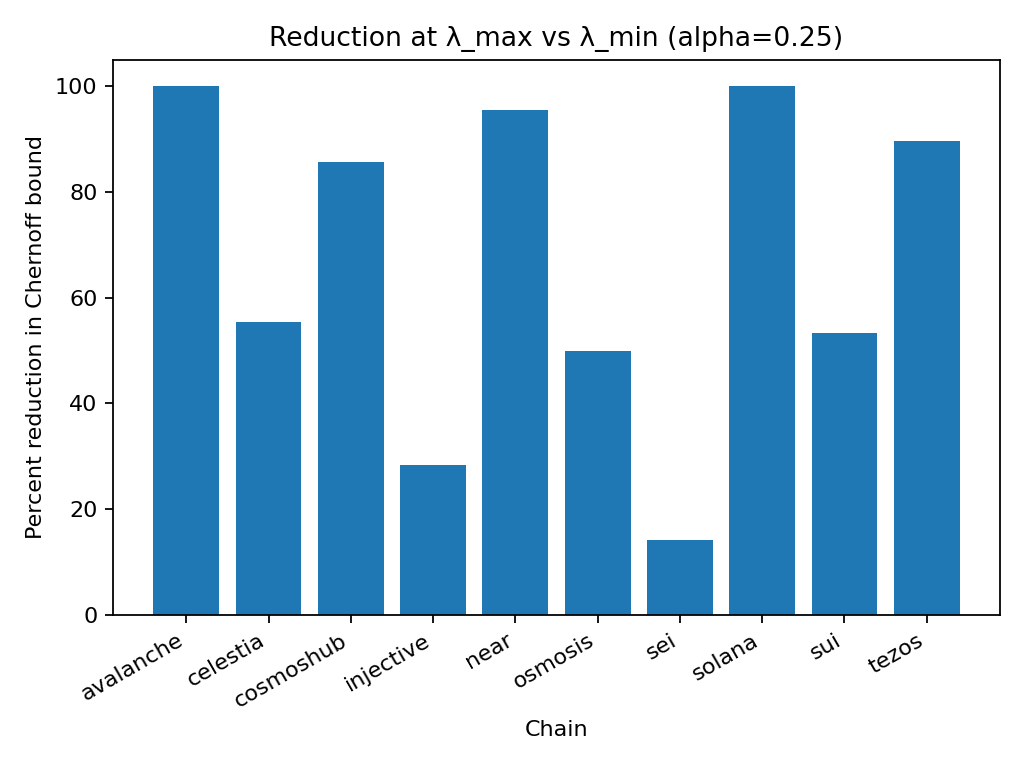 Reduction at λ_max vs λ_min (alpha=0.25)
Percent reduction in Chernoff bound
100
80
60
40
20
0
avalanche
celestia
cosmoshub
injective
near
osmosis
sei
solana
sui
tezos
Chain